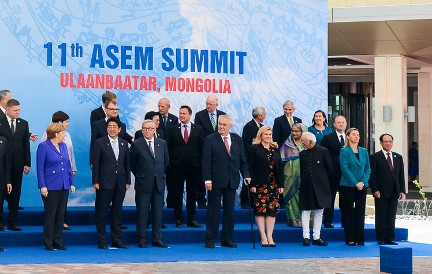 11th ASEM SUMMIT
ULAANBAATAR, MONGOLIA